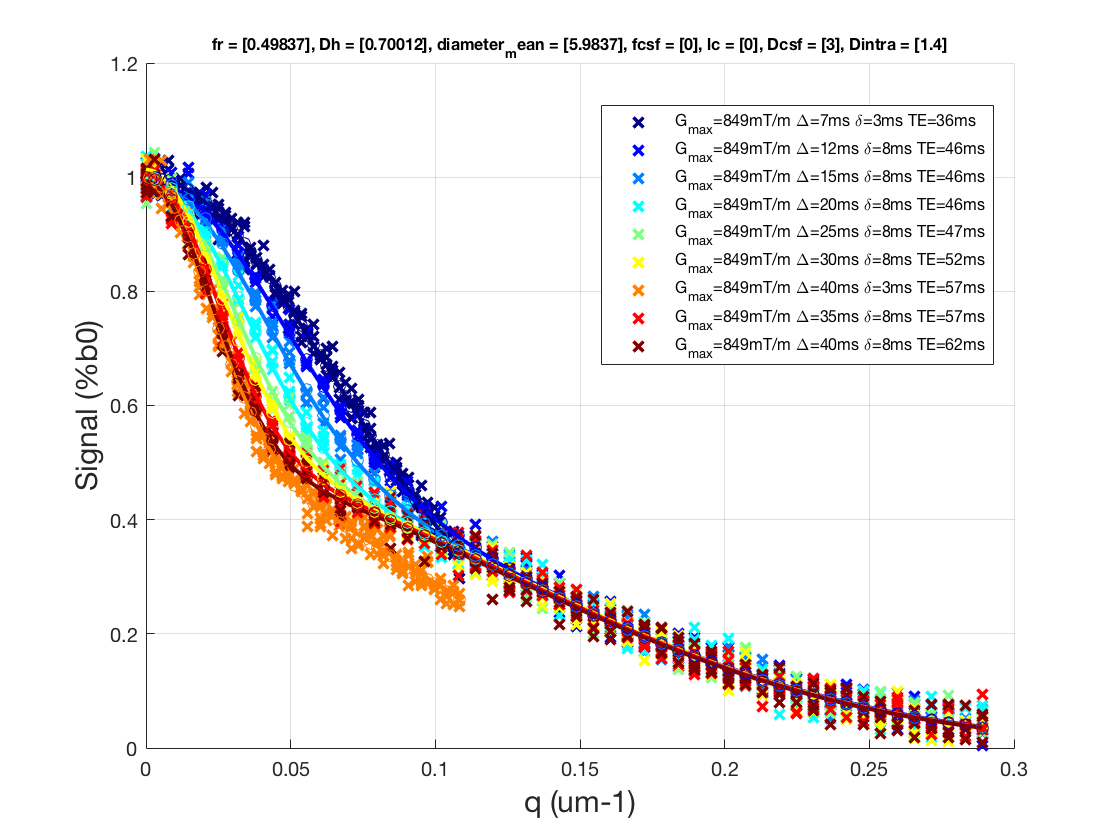 fr = [0.49837], Dh = [0.70012], diameter_mean = [5.9837], fcsf = [0], lc = [0], Dcsf = [3], Dintra = [1.4]
1.2
1
0.8
0.6
0.4
0.2
0
Signal (%b0)
G_max=849mT/m Δ=7ms δ=3ms TE=36ms
G_max=849mT/m Δ=12ms δ=8ms TE=46ms
G_max=849mT/m Δ=15ms δ=8ms TE=46ms
G_max=849mT/m Δ=20ms δ=8ms TE=46ms
G_max=849mT/m Δ=25ms δ=8ms TE=47ms
G_max=849mT/m Δ=30ms δ=8ms TE=52ms
G_max=849mT/m Δ=40ms δ=3ms TE=57ms
G_max=849mT/m Δ=35ms δ=8ms TE=57ms
G_max=849mT/m Δ=40ms δ=8ms TE=62ms
0 0.05 0.1 0.15 0.2 0.25 0.3
q (um-1)